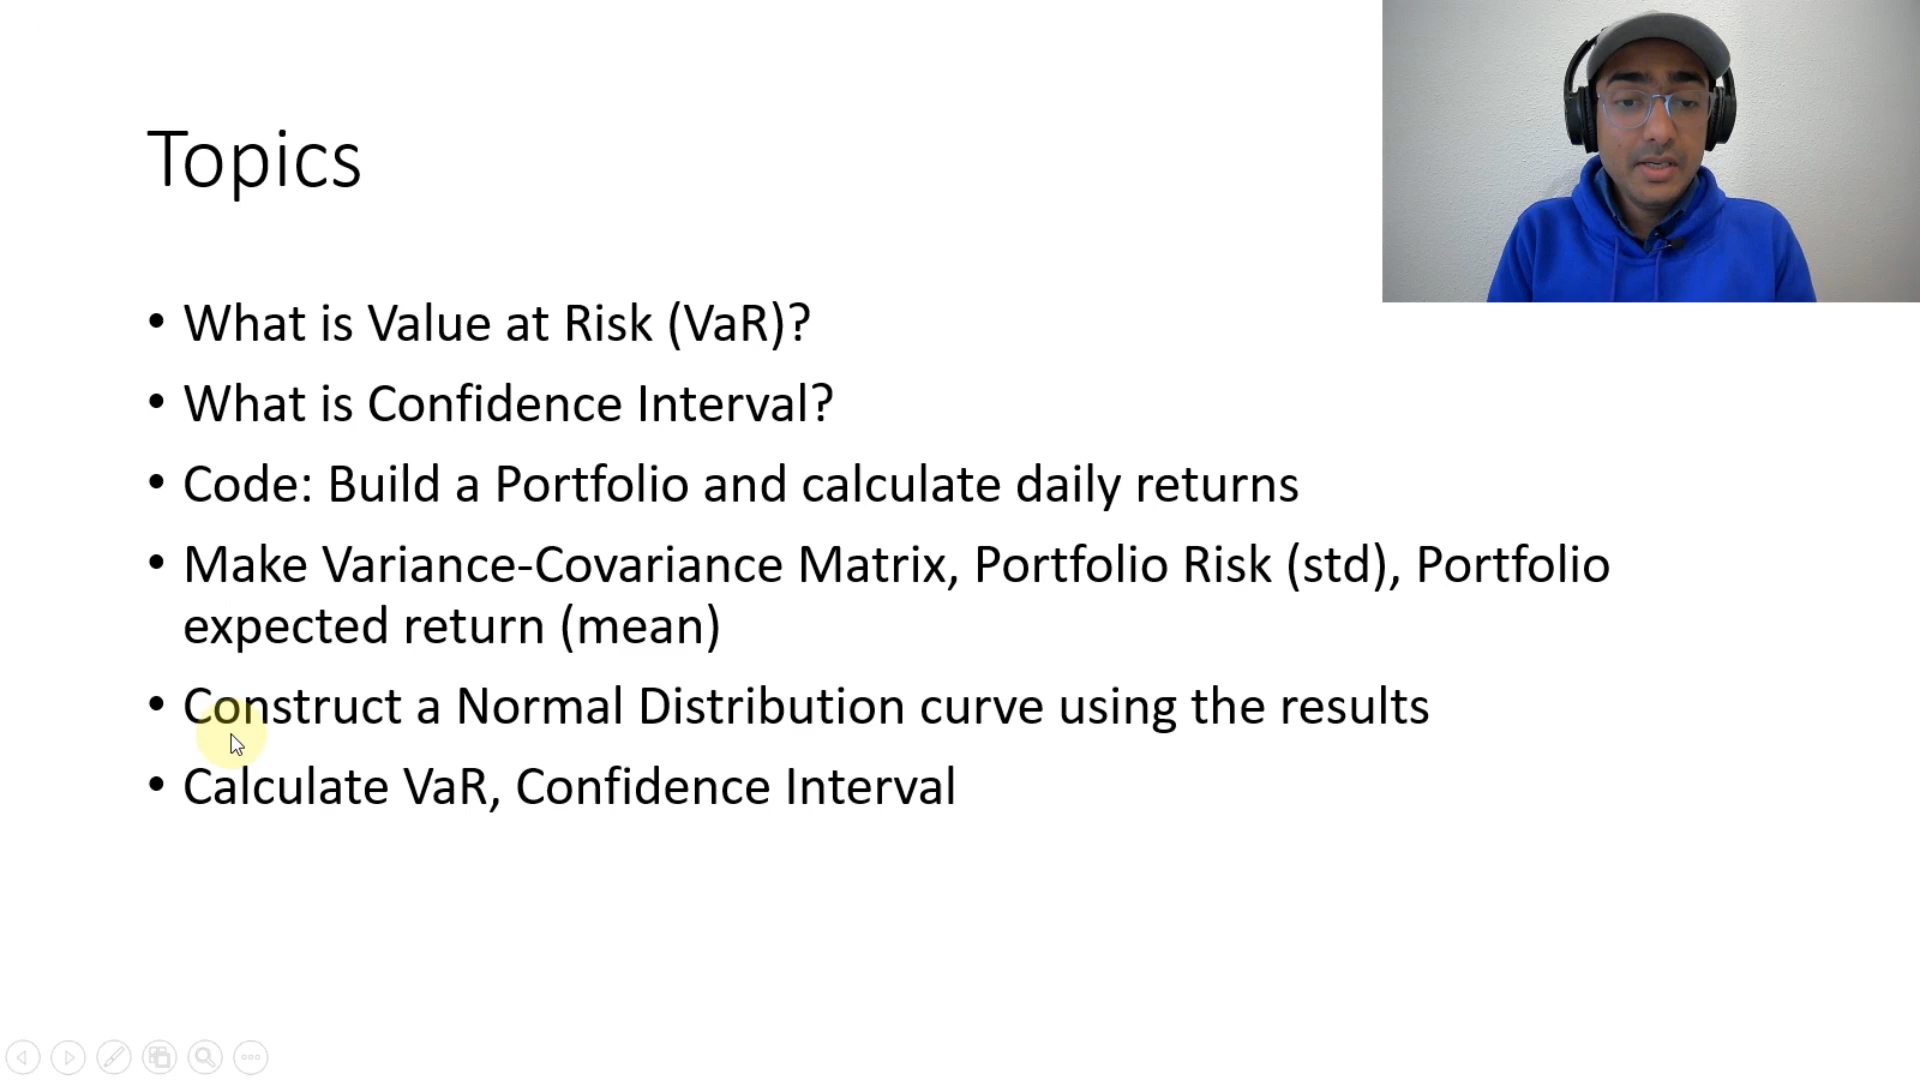 Topics
• What is Value at Risk (VaR)?
• What is Confidence Interval?
• Code: Build a Portfolio and calculate daily returns
• Make Variance-Covariance Matrix, Portfolio Risk (std), Portfolio
expected return (mean)
• Construct a Normal Distribution curve using the results
• Calculate VaR, Confidence Interval